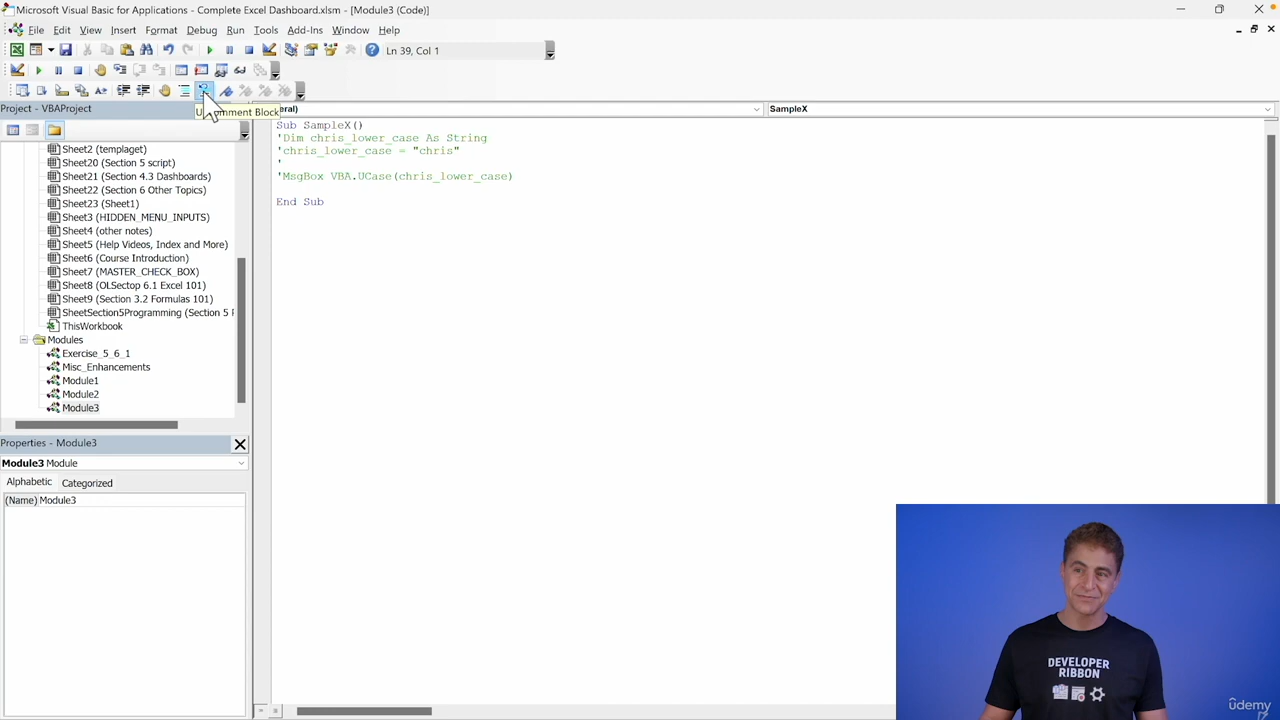 Microsoft Visual Basic for Applications - Complete Excel Dashboard.xlsm - [Module3 (Code)]
File Edit View Insert Format Debug Run Tools Add-Ins Window Help
Ln 39, Col 1
Project - VBAProject
Block
SampleX
Sheet2 (templaget)
Sheet20 (Section 5 script)
Sheet21 (Section 4.3 Dashboards)
Sheet22 (Section 6 Other Topics)
Sheet23 (Sheet1)
Sheet3 (HIDDEN_MENU_INPUTS)
Sheet4 (other notes)
Sheet5 (Help Videos, Index and More)
Sheet6 (Course Introduction)
Sheet7 (MASTER_CHECK_BOX)
Sheet8 (OLSectop 6.1 Excel 101)
Sheet9 (Section 3.2 Formulas 101)
SheetSection5Programming (Section 5
ThisWorkbook
Modules
Exercise_5_6_1
Misc_Enhancements
Module1
Module2
Module3
Sub SampleX()
'Dim chris_lower_case As String
'chris_lower_case = "chris"
'
'MsgBox VBA.UCase(chris_lower_case)
End Sub
Properties - Module3
Module3 Module
Alphabetic Categorized
(Name) Module3
DEVELOPER
RIBBON
udemy